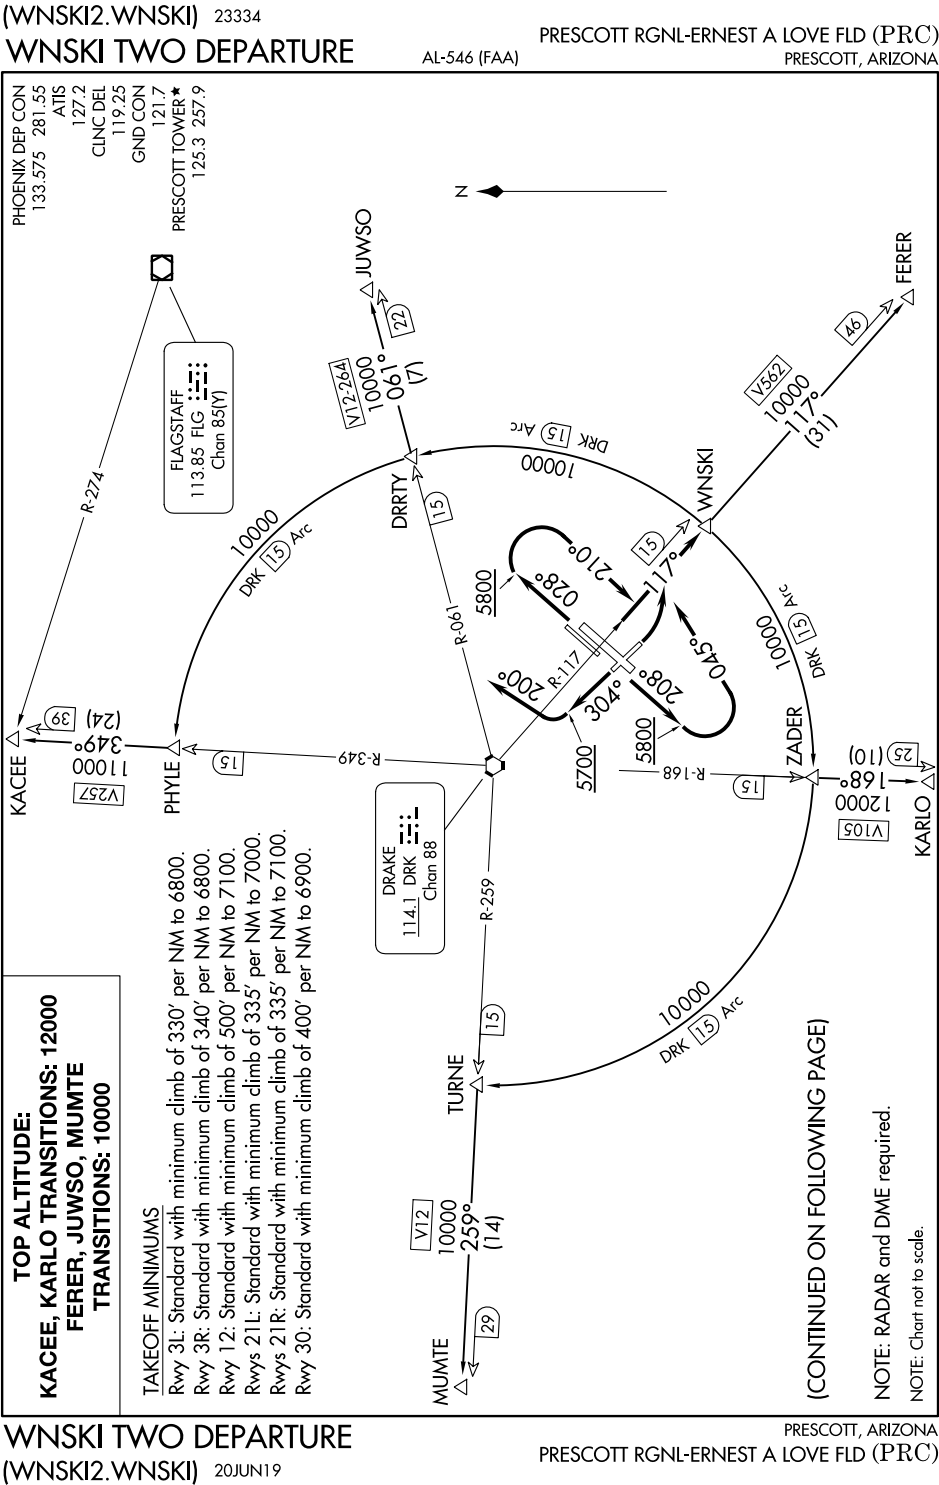 (WNSKI2.WNSKI) 23334
WNSKI TWO DEPARTURE
AL-546 (FAA)
PRESCOTT RGNL-ERNEST A LOVE FLD (PRC)
PRESCOTT, ARIZONA
PHOENIX DEP CON
133.575 281.55
ATIS
127.2
CLNC DEL
119.25
GND CON
121.7
PRESCOTT TOWER★
125.3 257.9
N
TOP ALTITUDE:
KACEE, KARLO TRANSITIONS: 12000
FERER, JUWSO, MUMTE
TRANSITIONS: 10000
TAKEOFF MINIMUMS
Rwy 3L: Standard with minimum climb of 330' per NM to 6800.
Rwy 3R: Standard with minimum climb of 340' per NM to 6800.
Rwy 12: Standard with minimum climb of 500' per NM to 7100.
Rwys 21L: Standard with minimum climb of 335' per NM to 7000.
Rwys 21R: Standard with minimum climb of 335' per NM to 7100.
Rwy 30: Standard with minimum climb of 400' per NM to 6900.
FLAGSTAFF
113.85 FLG
Chan 85(Y)
R-274
KACEE
39
(24)
349°
11000
V257
PHYLE
15
R-349
DRK 15 Arc
10000
JUWSO
22
V12-264
10000
061°
(7)
DRRTY
15
R-061
DRK 15 Arc
10000
FERER
46
V562
10000
117°
(31)
WNSKI
15
117°
R-117
5800
028°
210°
200°
304°
5700
208°
5800
045°
DRK 15 Arc
10000
ZADER
R-168
15
168°
(10)
25
12000
V105
KARLO
DRAKE
114.1 DRK
Chan 88
R-259
15
TURNE
10000
DRK 15 Arc
V12
10000
259°
(14)
29
MUMTE
(CONTINUED ON FOLLOWING PAGE)
NOTE: RADAR and DME required.
NOTE: Chart not to scale.
WNSKI TWO DEPARTURE
(WNSKI2.WNSKI) 20JUN19
PRESCOTT, ARIZONA
PRESCOTT RGNL-ERNEST A LOVE FLD (PRC)